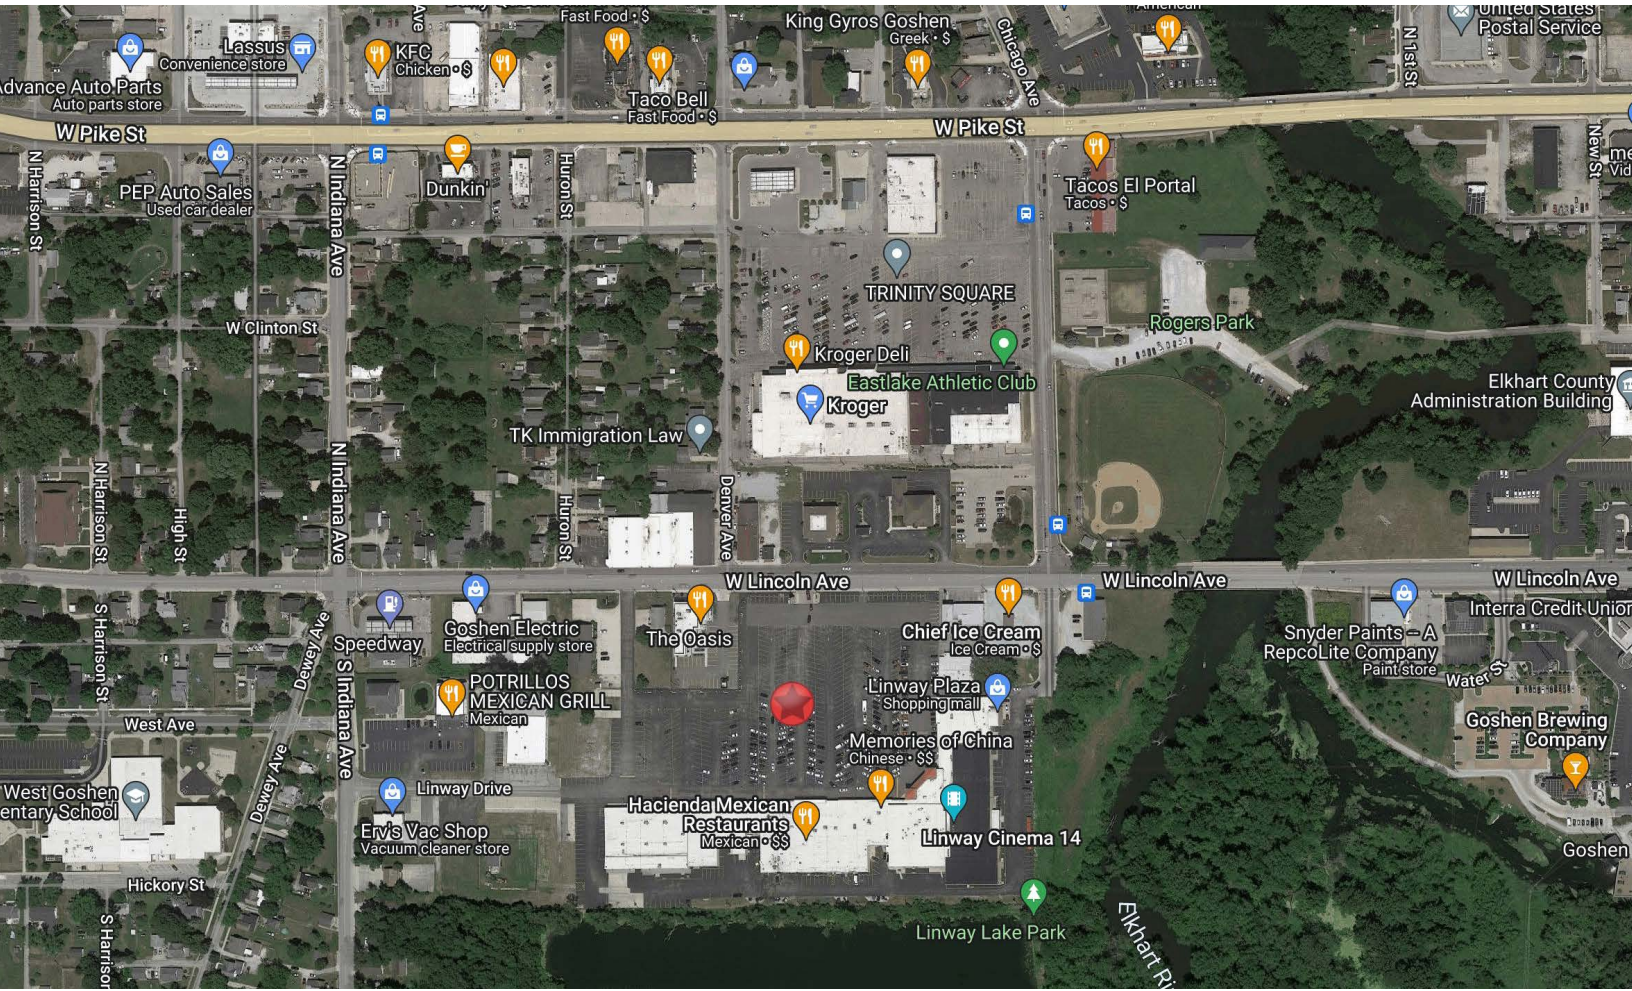 Ave
Fast Food • $
King Gyros Goshen
Greek • $
Chicago Ave
American
N 1st St
United States
Postal Service
Lassus
Convenience store
KFC
Chicken • $
Advance Auto Parts
Auto parts store
Taco Bell
Fast Food • $
W Pike St
W Pike St
New St
N Harrison St
PEP Auto Sales
Used car dealer
N Indiana Ave
Dunkin'
Huron St
Tacos El Portal
Tacos • $
TRINITY SQUARE
W Clinton St
Rogers Park
Kroger Deli
Eastlake Athletic Club
Kroger
Elkhart County
Administration Building
TK Immigration Law
N Harrison St
High St
N Indiana Ave
Huron St
Denver Ave
W Lincoln Ave
W Lincoln Ave
W Lincoln Ave
S Harrison St
Dewey Ave
Speedway
Goshen Electric
Electrical supply store
The Oasis
Chief Ice Cream
Ice Cream • $
Snyder Paints – A
RepcoLite Company
Paint store
Interra Credit Union
Water St
S Indiana Ave
POTRILLOS
MEXICAN GRILL
Mexican
Linway Plaza
Shopping mall
West Ave
Goshen Brewing
Company
Memories of China
Chinese • $$
Dewey Ave
Linway Drive
West Goshen
entary School
Hacienda Mexican
Restaurants
Mexican • $$
Erv's Vac Shop
Vacuum cleaner store
Linway Cinema 14
Goshen
Hickory St
S Harrison
Linway Lake Park
Elkhart Ri